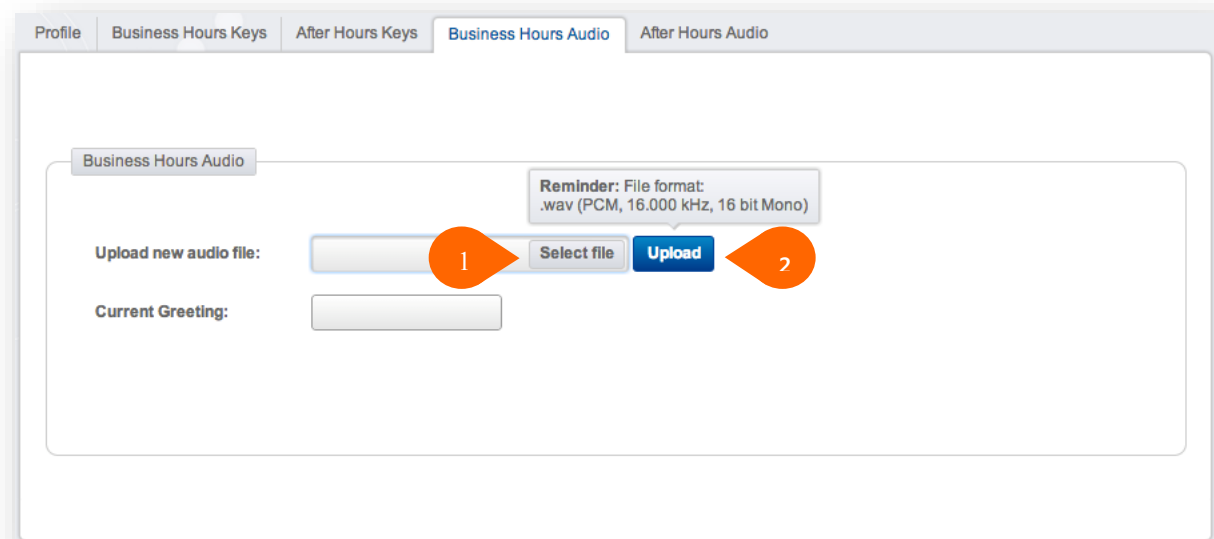 Profile Business Hours Keys After Hours Keys Business Hours Audio After Hours Audio
Business Hours Audio
Reminder: File format:
.wav (PCM, 16.000 kHz, 16 bit Mono)
Upload new audio file: 1 Select file Upload 2
Current Greeting: